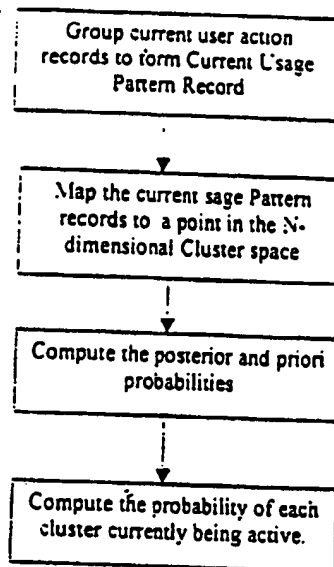 Group current user action
records to form Current Usage
Pattern Record
Map the current sage Pattern
records to a point in the N-
dimensional Cluster space
Compute the posterior and priori
probabilities
Compute the probability of each
cluster currently being active.